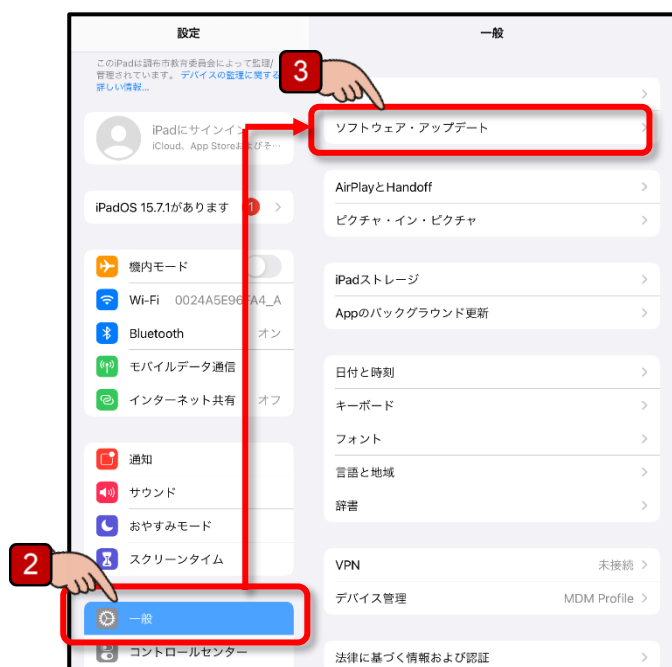 設定
このiPadは調布市教育委員会によって監理/
管理されています。デバイスの監理に関する
詳しい情報...
iPadにサインイン
iCloud、App Storeおよびそ…
iPadOS 15.7.1があります 1
機内モード
Wi-Fi 0024A5E96FA4_A
Bluetooth オン
モバイルデータ通信
インターネット共有 オフ
通知
サウンド
おやすみモード
スクリーンタイム
2
一般
コントロールセンター
一般
3
ソフトウェア・アップデート
AirPlayとHandoff
ピクチャ・イン・ピクチャ
iPadストレージ
Appのバックグラウンド更新
日付と時刻
キーボード
フォント
言語と地域
辞書
VPN 未接続
デバイス管理 MDM Profile
法律に基づく情報および認証